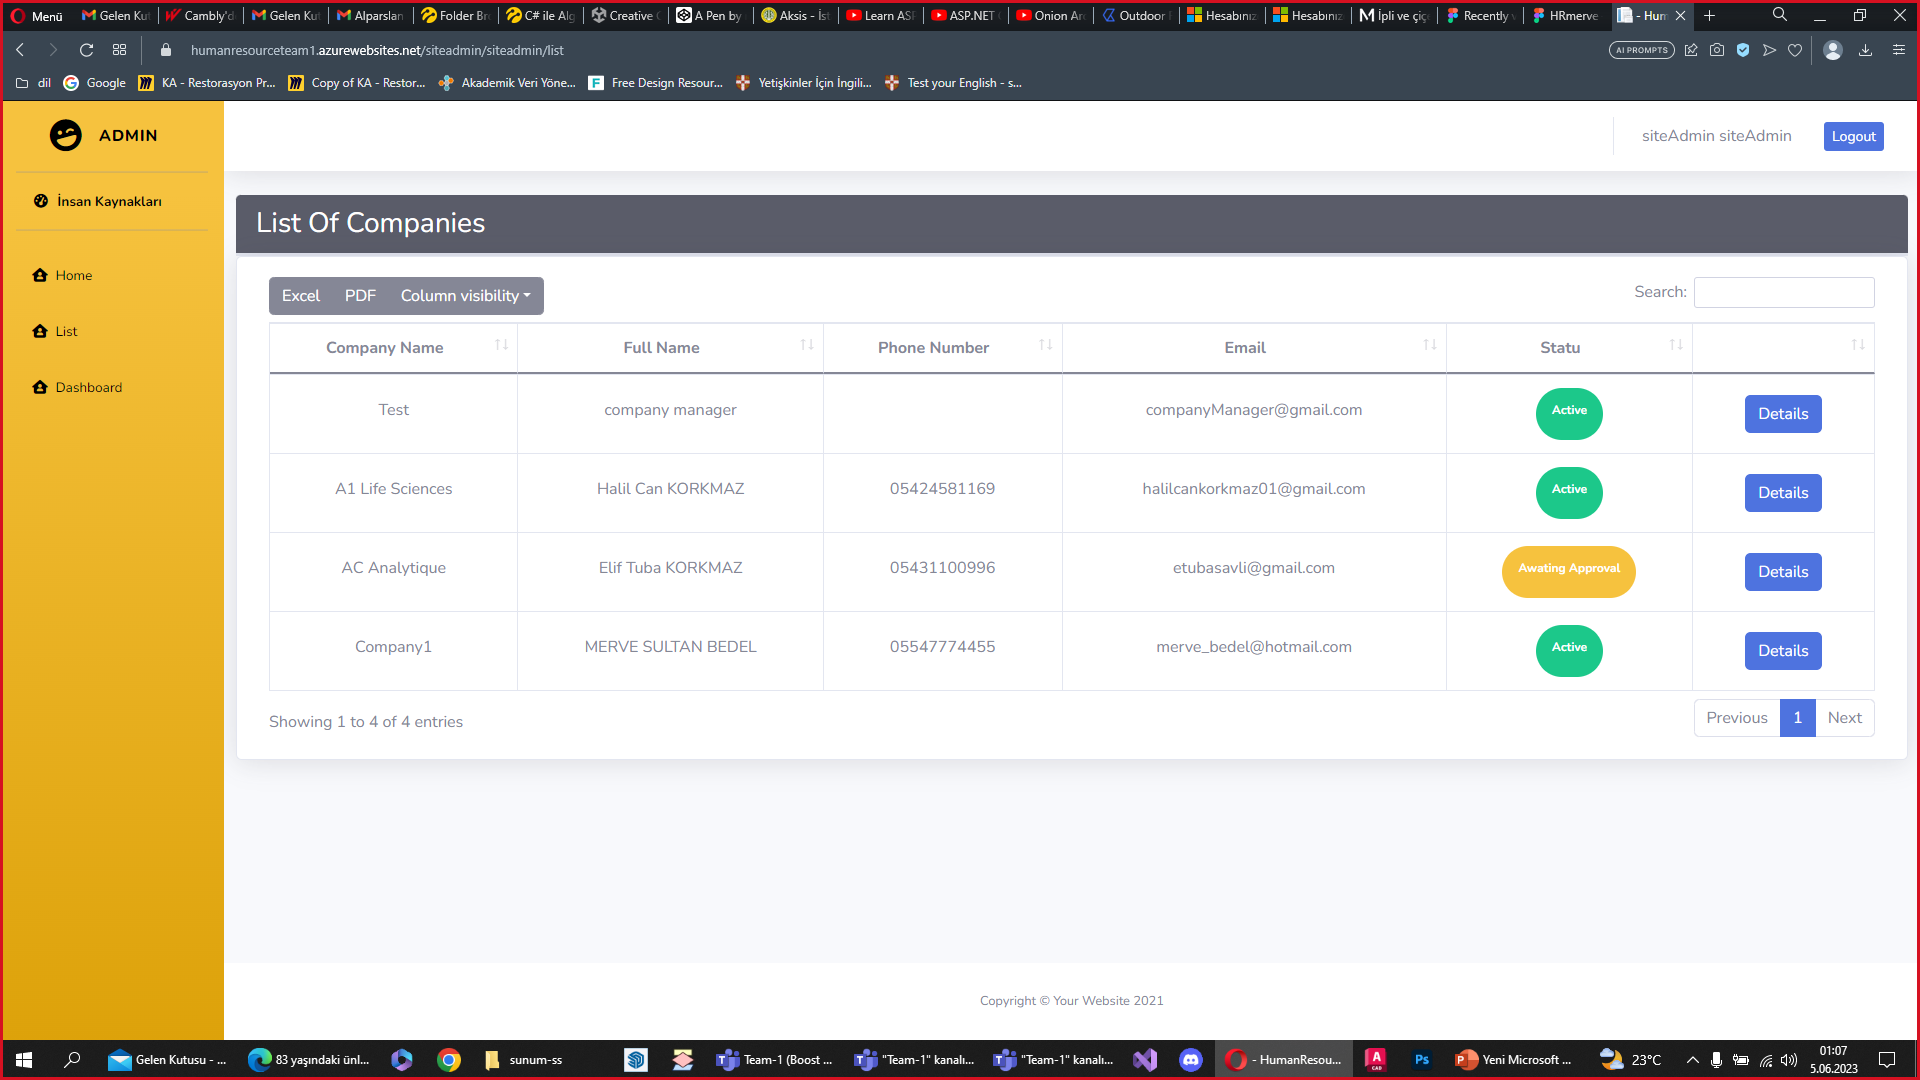 Menü
Gelen Kut
Cambly'd
Gelen Kut
Alparslan
Folder Br
C# ile Alg
Creative C
A Pen by
Aksis - İst
Learn ASP
ASP.NET C
Onion Arc
Outdoor
Hesabınız
Hesabınız
İpli ve çiç
Recently v
HRmerve
- Hum
humanresourceteam1.azurewebsites.net/siteadmin/siteadmin/list
AI PROMPTS
dil
Google
KA - Restorasyon Pr...
Copy of KA - Restor...
Akademik Veri Yöne...
Free Design Resour...
Yetişkinler İçin İngili...
Test your English - s...
ADMIN
siteAdmin siteAdmin
Logout
İnsan Kaynakları
Home
List
Dashboard
List Of Companies
Excel PDF Column visibility
Search:
Company Name Full Name Phone Number Email Statu
Test company manager companyManager@gmail.com Active Details
A1 Life Sciences Halil Can KORKMAZ 05424581169 halilcankorkmaz01@gmail.com Active Details
AC Analytique Elif Tuba KORKMAZ 05431100996 etubasavli@gmail.com Awating Approval Details
Company1 MERVE SULTAN BEDEL 05547774455 merve_bedel@hotmail.com Active Details
Showing 1 to 4 of 4 entries
Previous 1 Next
Copyright © Your Website 2021
Gelen Kutusu - ...
83 yaşındaki ünl...
sunum-ss
Team-1 (Boost ...
"Team-1" kanalı...
"Team-1" kanalı...
- HumanResou...
Yeni Microsoft ...
23°C
01:07
5.06.2023